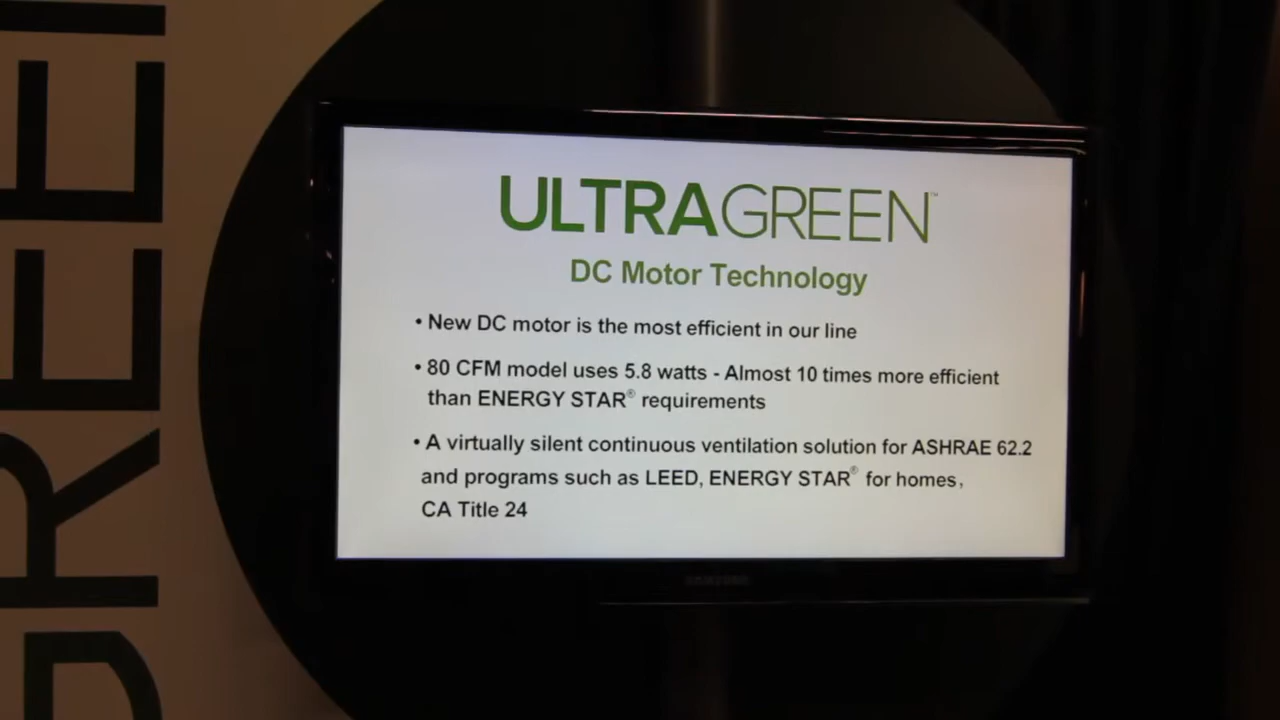 ULTRAGREEN™
DC Motor Technology
• New DC motor is the most efficient in our line
• 80 CFM model uses 5.8 watts - Almost 10 times more efficient
than ENERGY STAR® requirements
• A virtually silent continuous ventilation solution for ASHRAE 62.2
and programs such as LEED, ENERGY STAR® for homes,
CA Title 24
SAMSUNG